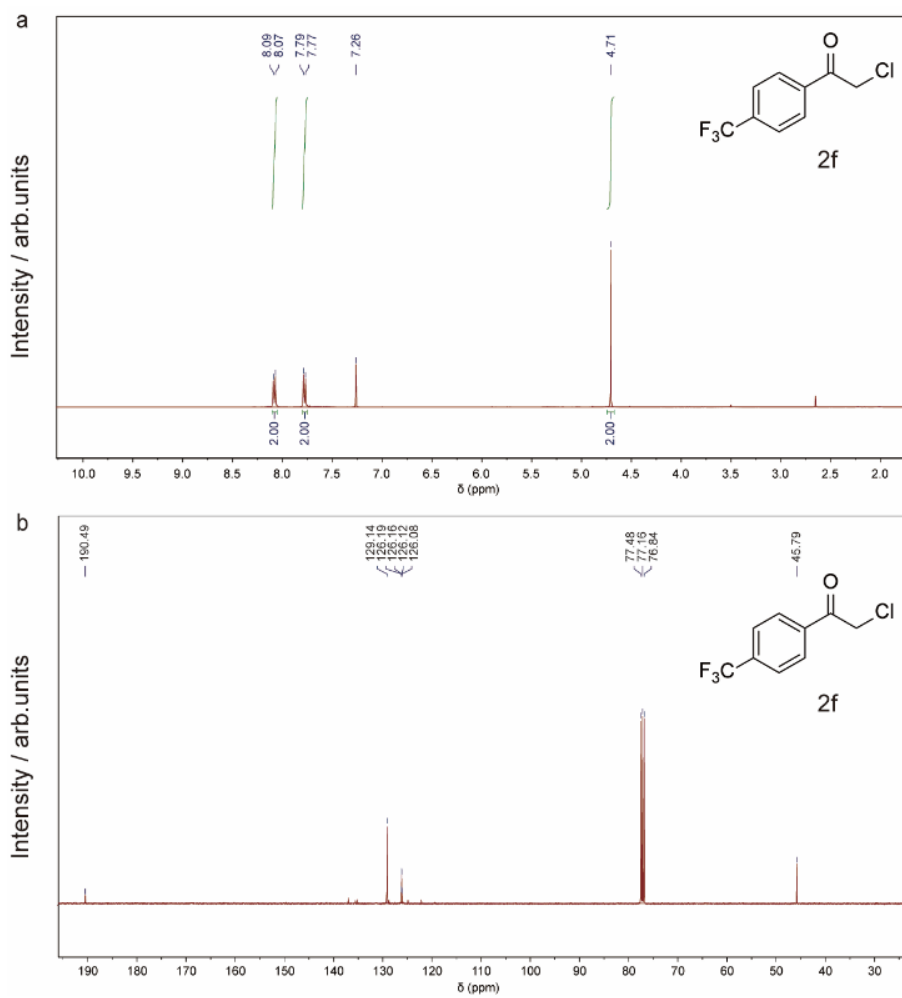 a
8.09
8.07
7.79
7.77
7.26
4.71
O
Cl
F₃C
2f
Intensity / arb.units
2.00
2.00
2.00
10.0 9.5 9.0 8.5 8.0 7.5 7.0 6.5 6.0 5.5 5.0 4.5 4.0 3.5 3.0 2.5 2.0
δ (ppm)
b
190.49
129.14
126.19
126.16
126.12
126.08
77.48
77.16
76.84
45.79
O
Cl
F₃C
2f
Intensity / arb.units
190 180 170 160 150 140 130 120 110 100 90 80 70 60 50 40 30
δ (ppm)